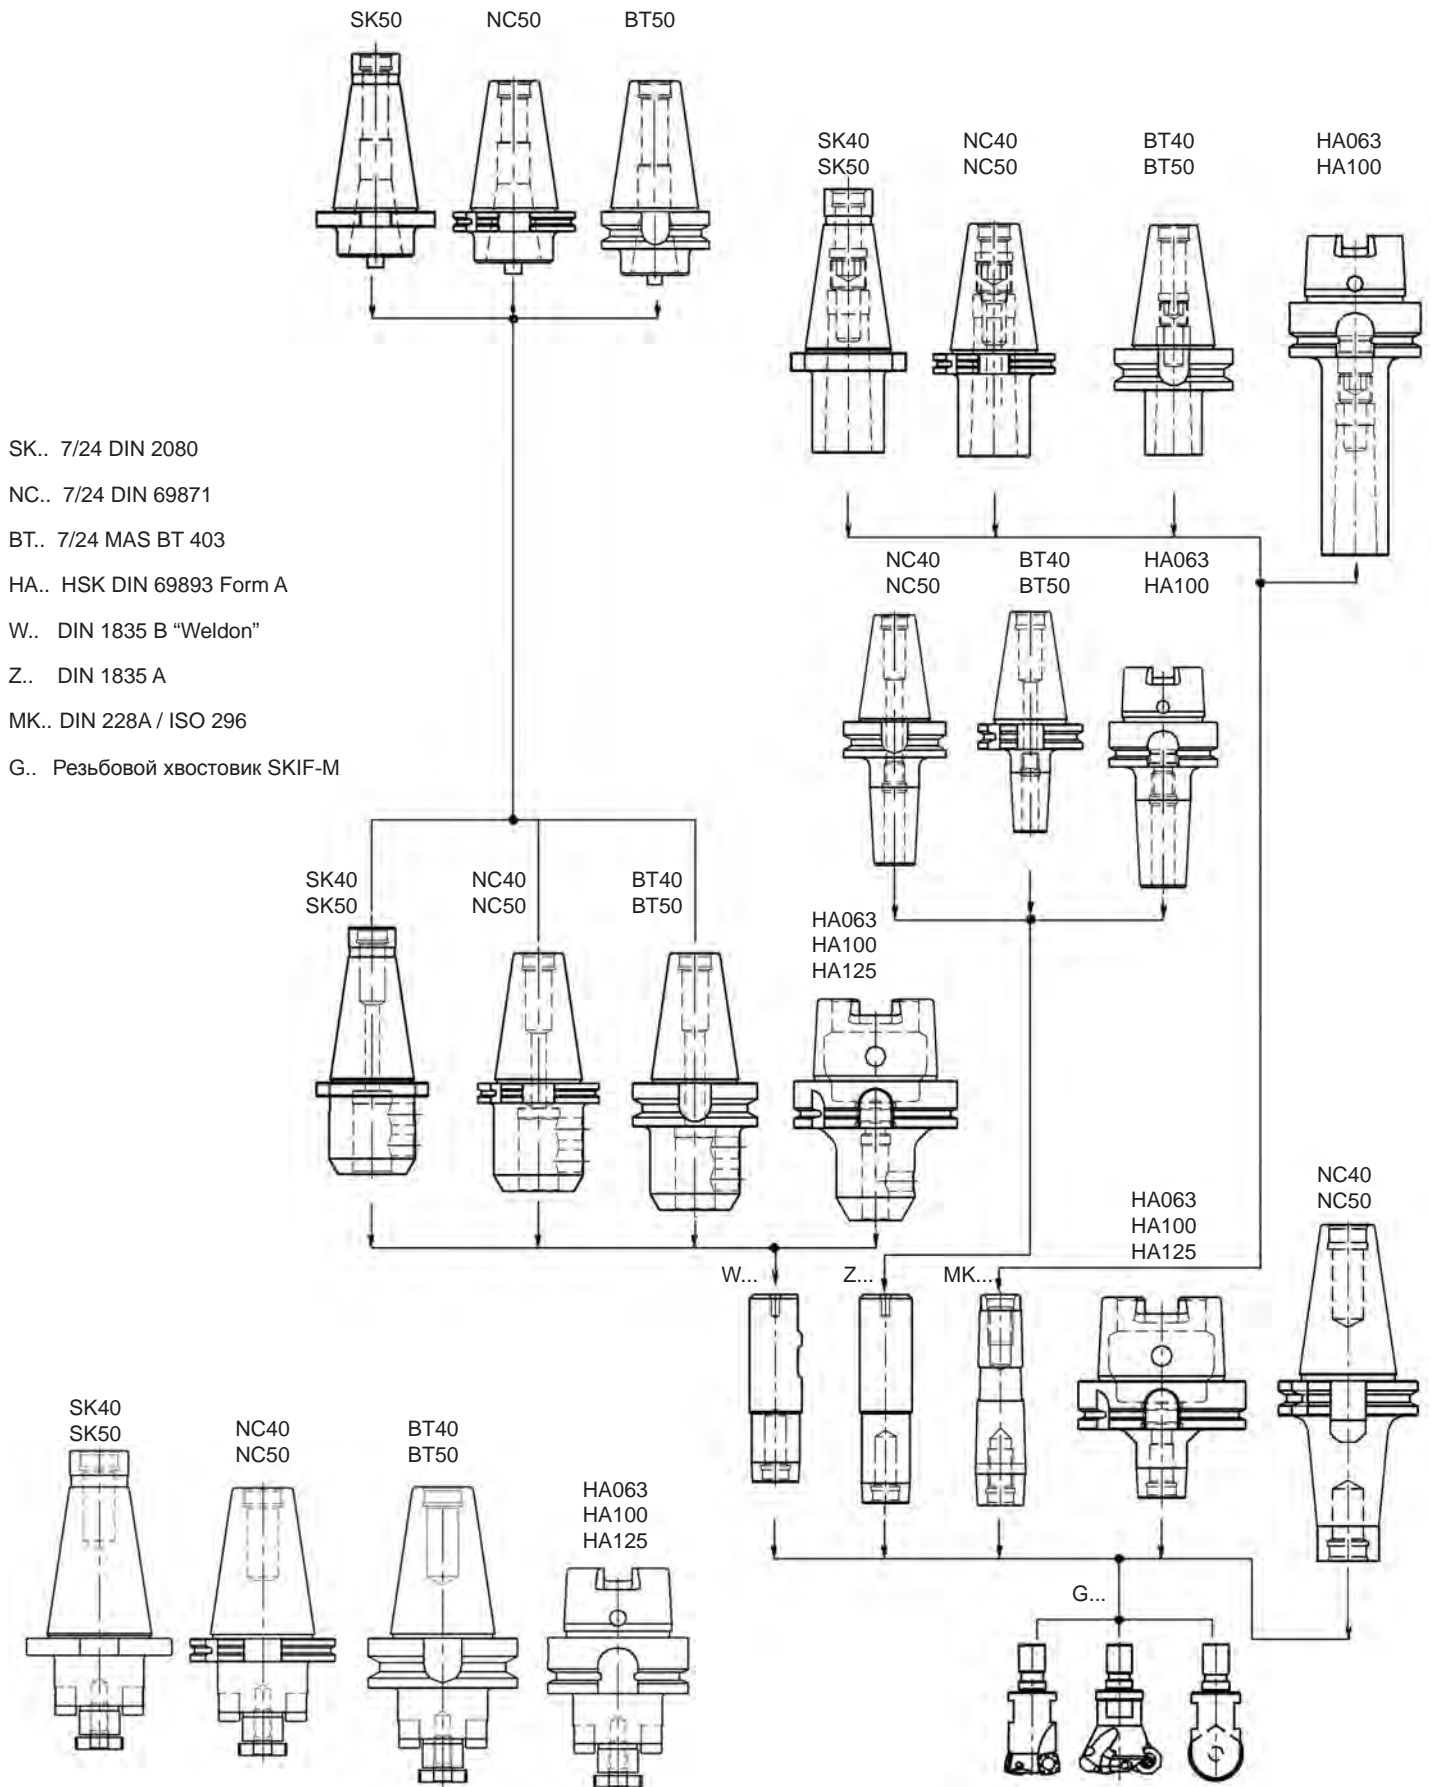 SK50
NC50
BT50
SK40
SK50
NC40
NC50
BT40
BT50
HA063
HA100
SK.. 7/24 DIN 2080
NC.. 7/24 DIN 69871
BT.. 7/24 MAS BT 403
HA.. HSK DIN 69893 Form A
W.. DIN 1835 B “Weldon”
Z.. DIN 1835 A
MK.. DIN 228A / ISO 296
G.. Резьбовой хвостовик SKIF-M
NC40
NC50
BT40
BT50
HA063
HA100
SK40
SK50
NC40
NC50
BT40
BT50
HA063
HA100
HA125
HA063
HA100
HA125
NC40
NC50
W...
Z...
MK...
SK40
SK50
NC40
NC50
BT40
BT50
HA063
HA100
HA125
G...